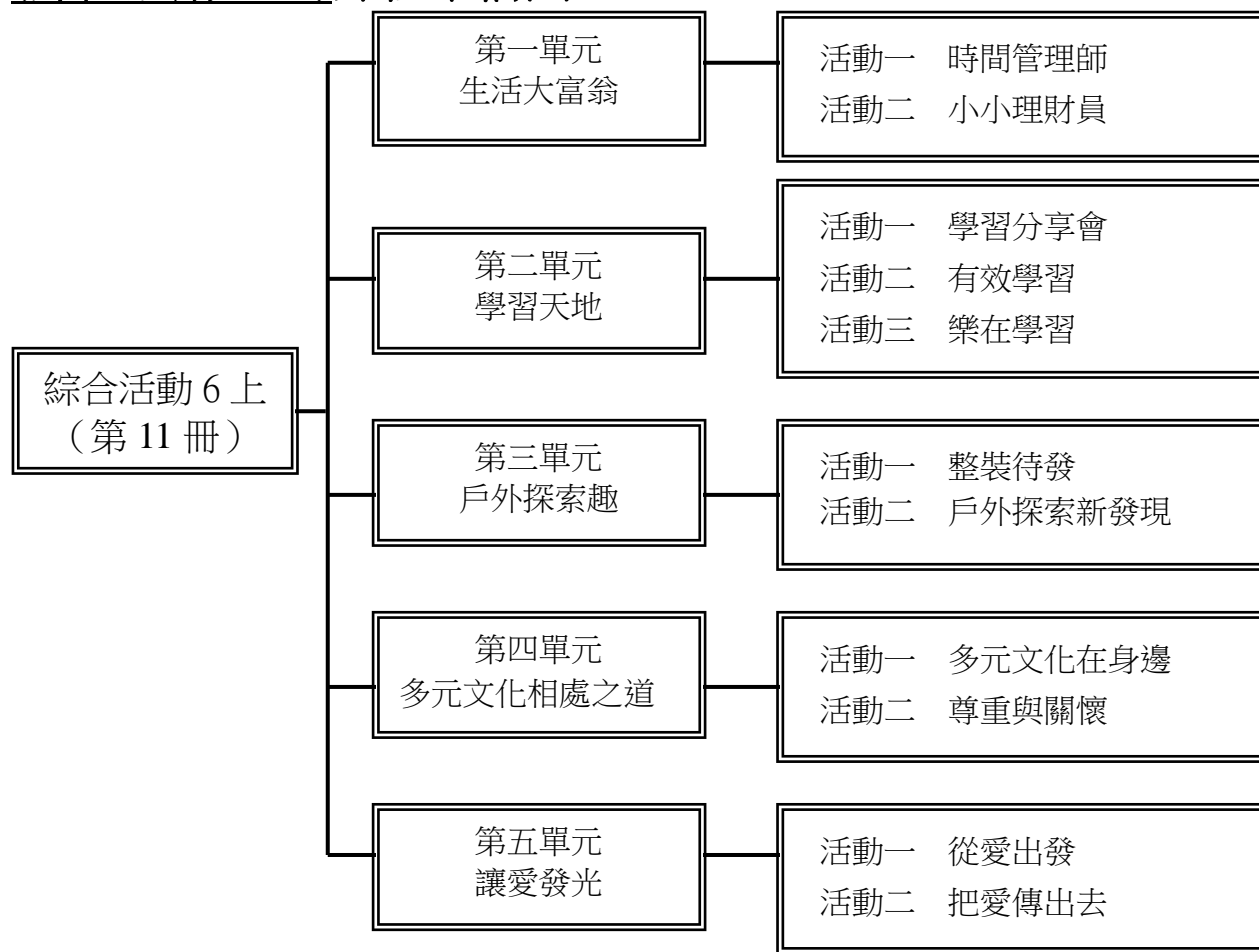 第一單元
生活大富翁
活動一 時間管理師
活動二 小小理財員
第二單元
學習天地
活動一 學習分享會
活動二 有效學習
活動三 樂在學習
綜合活動 6 上
（第 11 冊）
第三單元
戶外探索趣
活動一 整裝待發
活動二 戶外探索新發現
第四單元
多元文化相處之道
活動一 多元文化在身邊
活動二 尊重與關懷
第五單元
讓愛發光
活動一 從愛出發
活動二 把愛傳出去